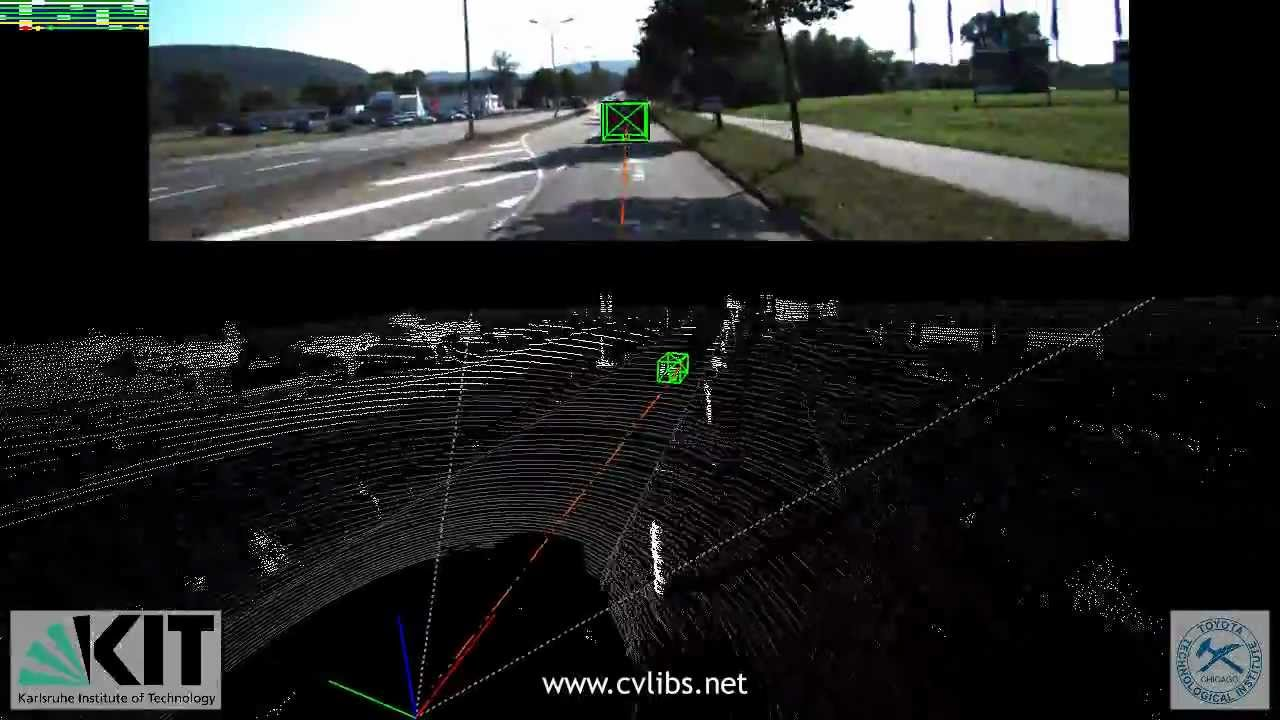 KIT
Karlsruhe Institute of Technology
www.cvlibs.net
TOYOTA
TECHNOLOGICAL INSTITUTE
CHICAGO